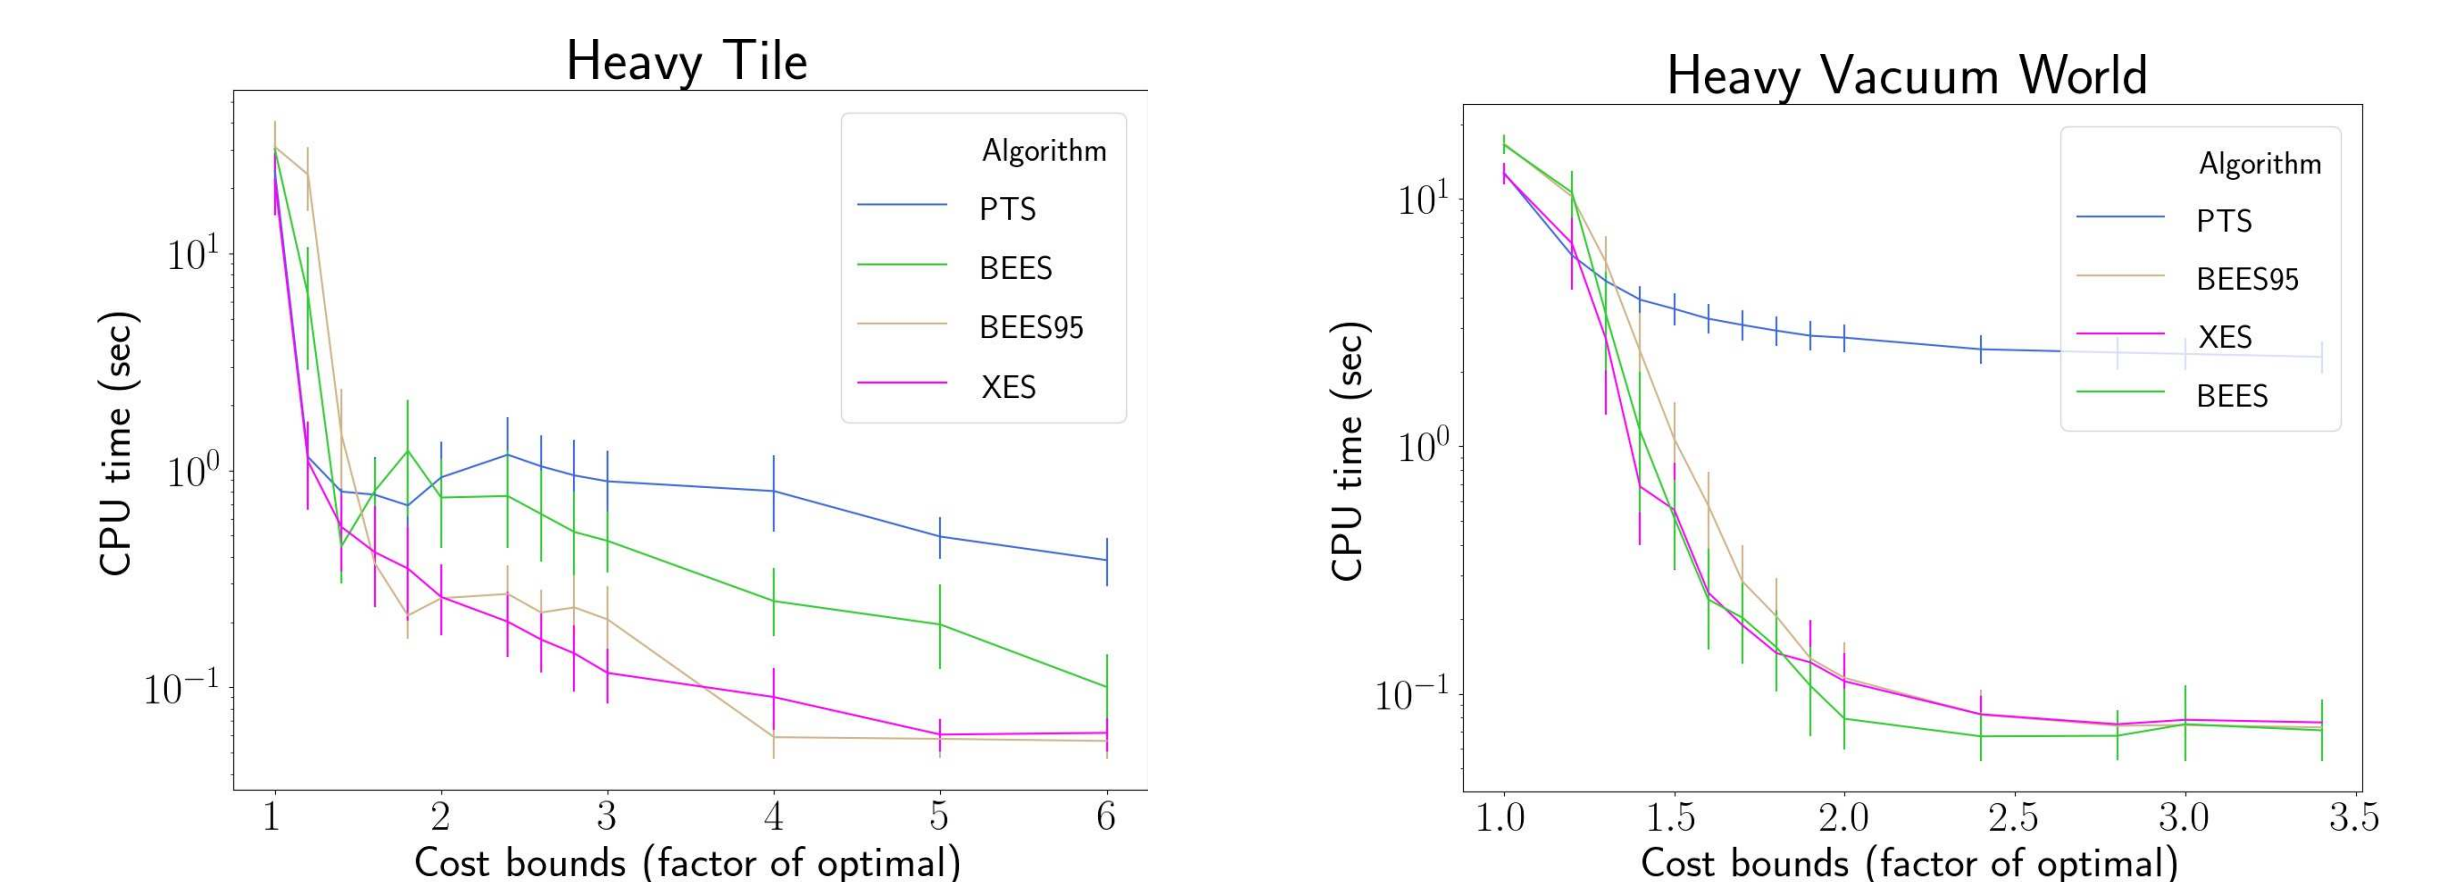 Heavy Tile
CPU time (sec)
10^1
10^0
10^−1
Algorithm
PTS
BEES
BEES95
XES
1 2 3 4 5 6
Cost bounds (factor of optimal)
Heavy Vacuum World
CPU time (sec)
10^1
10^0
10^−1
Algorithm
PTS
BEES95
XES
BEES
1.0 1.5 2.0 2.5 3.0 3.5
Cost bounds (factor of optimal)